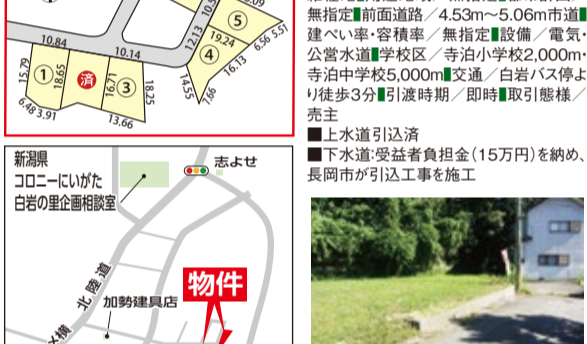 10.84
10.14
12.13
15.79
①
18.65
済
16.71
③
18.25
6.48
3.91
13.66
⑤
19.24
6.56
5.51
④
16.13
14.55
7.66
無指定■前面道路／4.53m〜5.06m市道■
建ぺい率・容積率／無指定■設備／電気・
公営水道■学校区／寺泊小学校2,000m・
寺泊中学校5,000m■交通／白岩バス停よ
り徒歩3分■引渡時期／即時■取引態様／
売主
■上水道引込済
■下水道:受益者負担金（15万円）を納め、
長岡市が引込工事を施工
新潟県
コロニーにいがた
白岩の里企画相談室
志よせ
北陸道
加勢建具店
物件